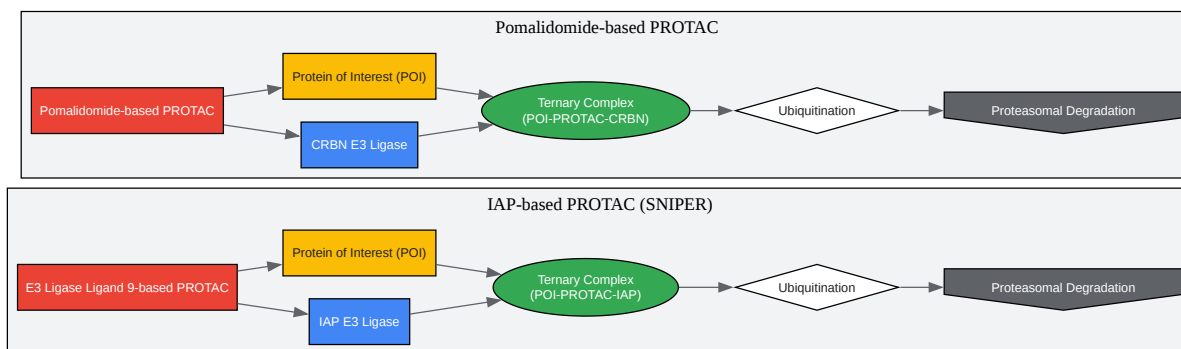 Pomalidomide-based PROTAC
Pomalidomide-based PROTAC
Protein of Interest (POI)
CRBN E3 Ligase
Ternary Complex
(POI-PROTAC-CRBN)
Ubiquitination
Proteasomal Degradation
IAP-based PROTAC (SNIPER)
E3 Ligase Ligand 9-based PROTAC
Protein of Interest (POI)
IAP E3 Ligase
Ternary Complex
(POI-PROTAC-IAP)
Ubiquitination
Proteasomal Degradation